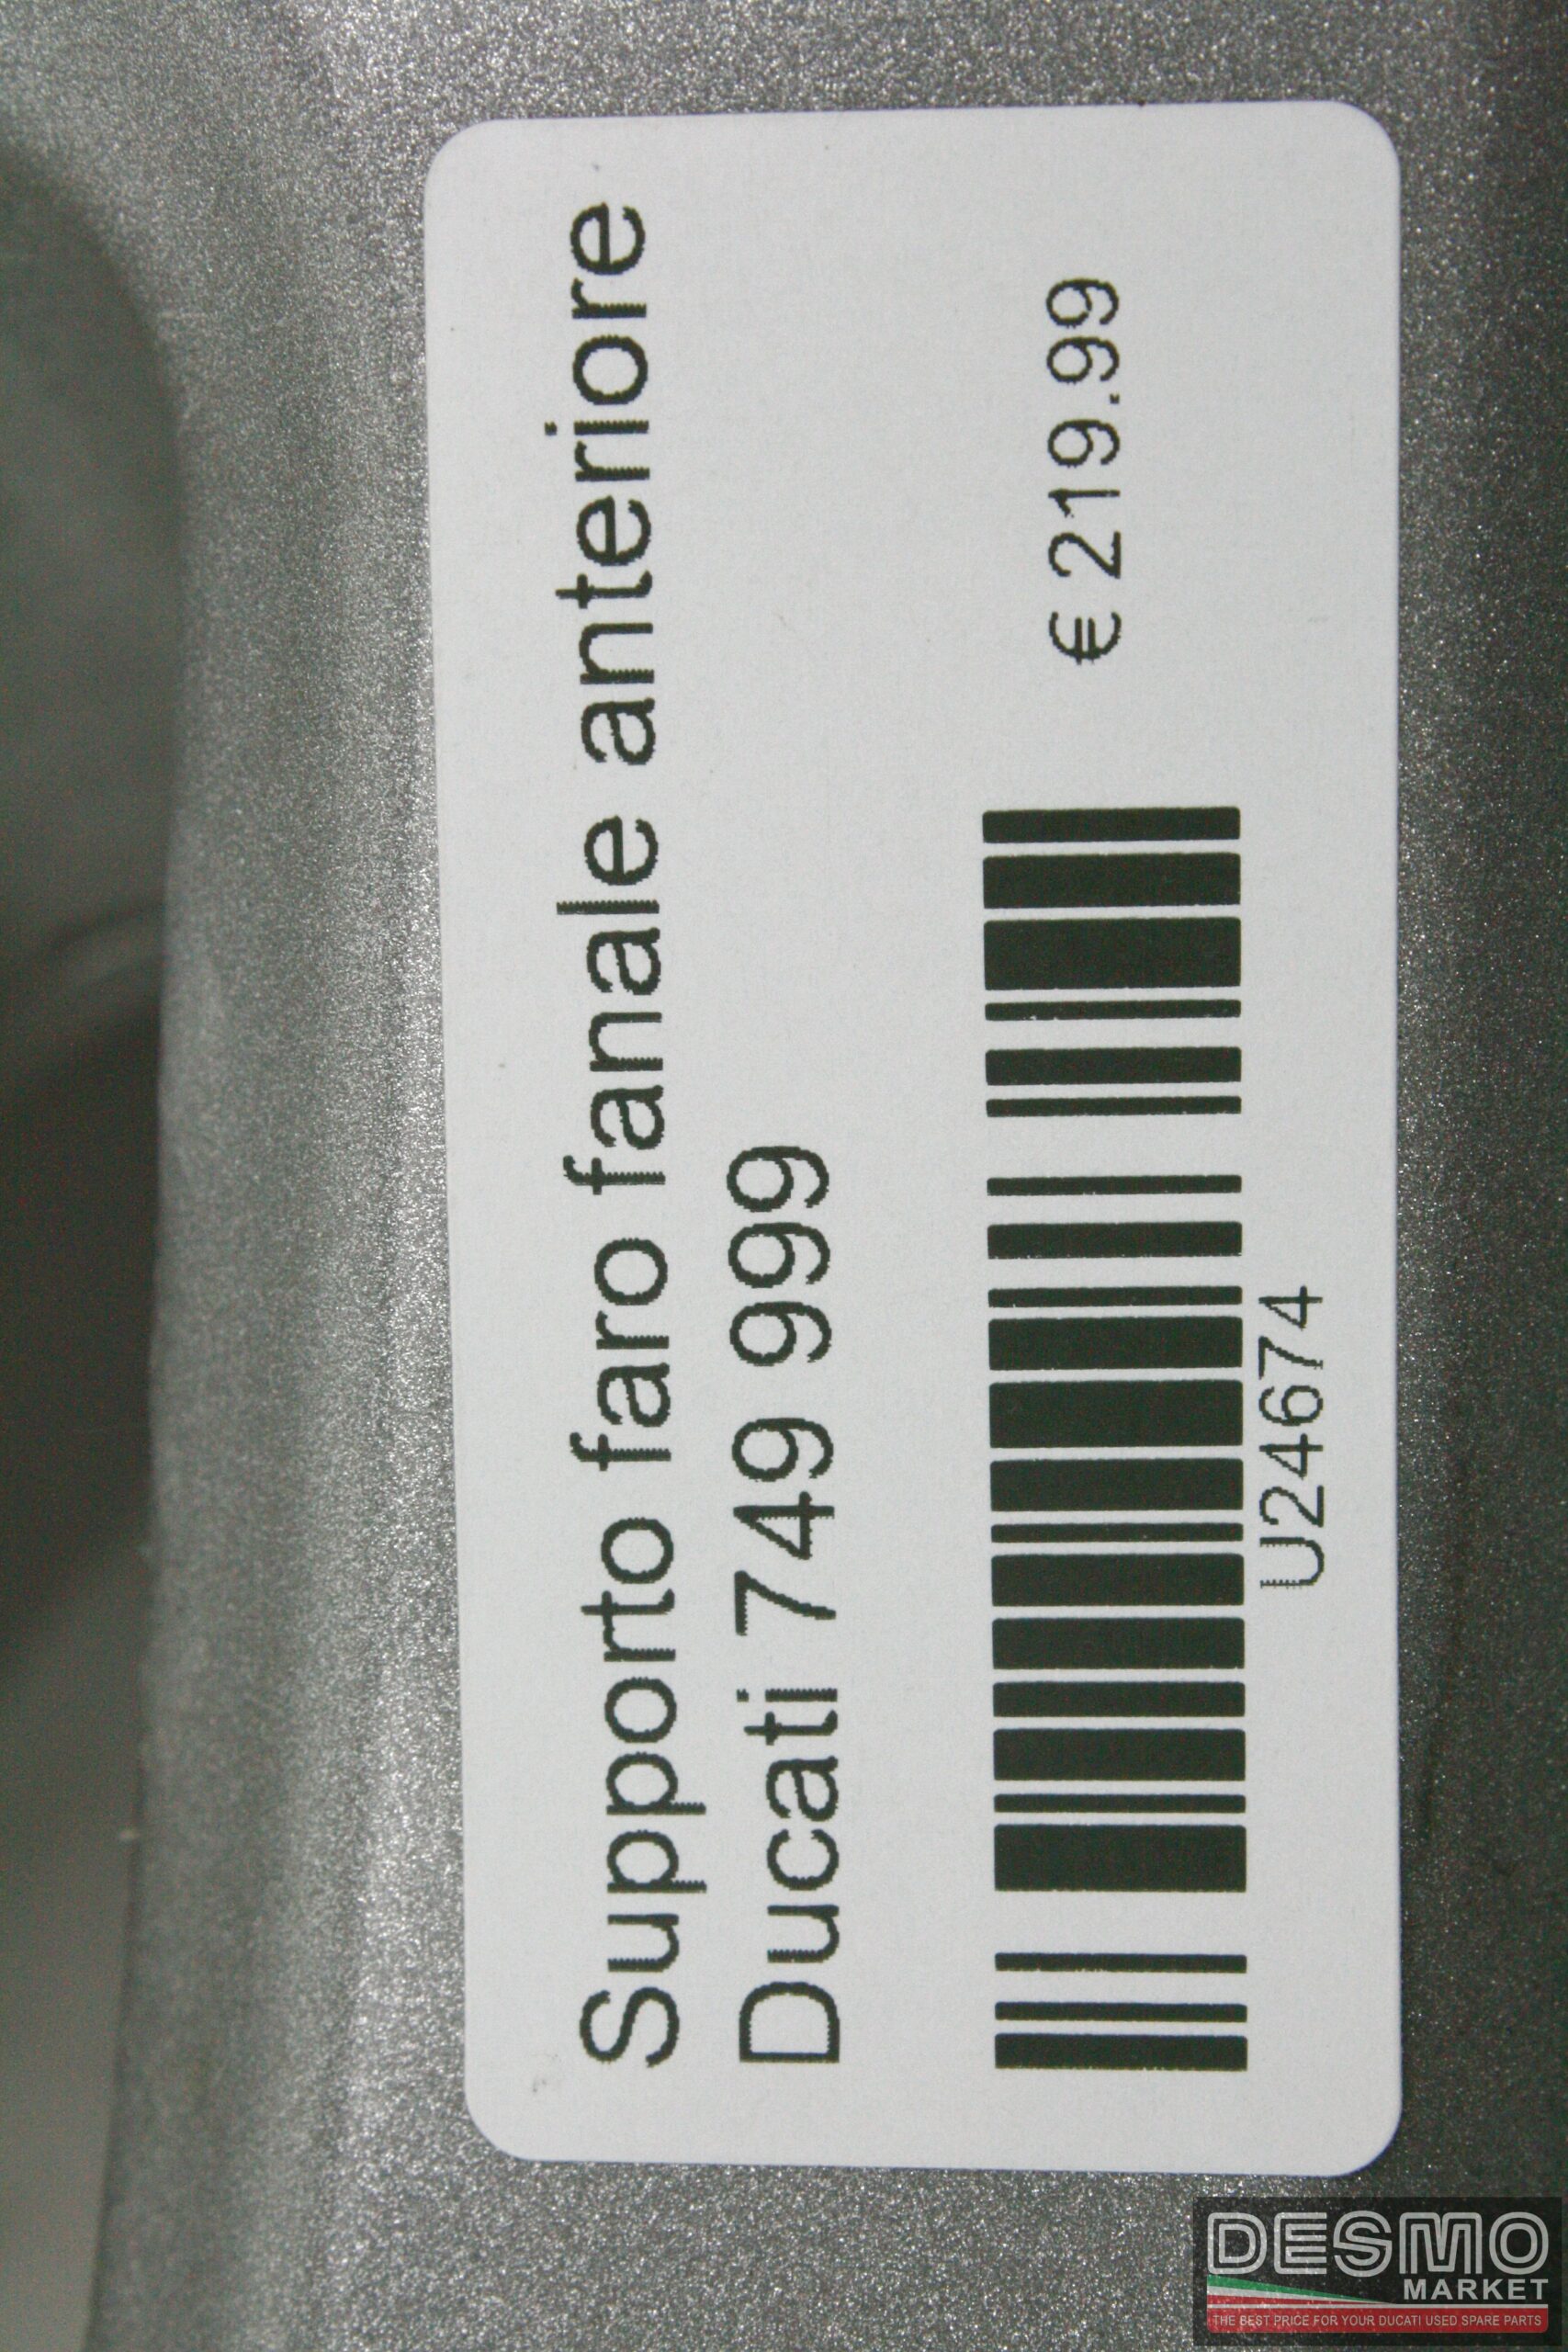 Supporto faro fanale anteriore
Ducati 749 999
€ 219.99
U24674
DESMO
MARKET
THE BEST PRICE FOR YOUR DUCATI USED SPARE PARTS